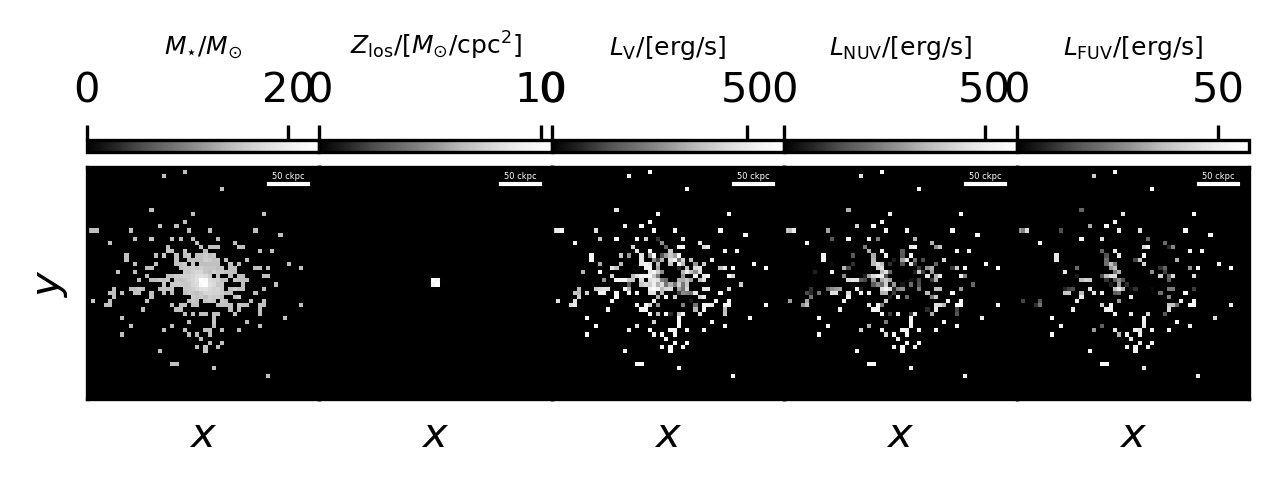 M⋆/M⊙ Z_los/[M⊙/cpc²] L_V/[erg/s] L_NUV/[erg/s] L_FUV/[erg/s]
0 20 0 10 0 50 0 50 0 50
50 ckpc 50 ckpc 50 ckpc 50 ckpc 50 ckpc
y
x x x x x